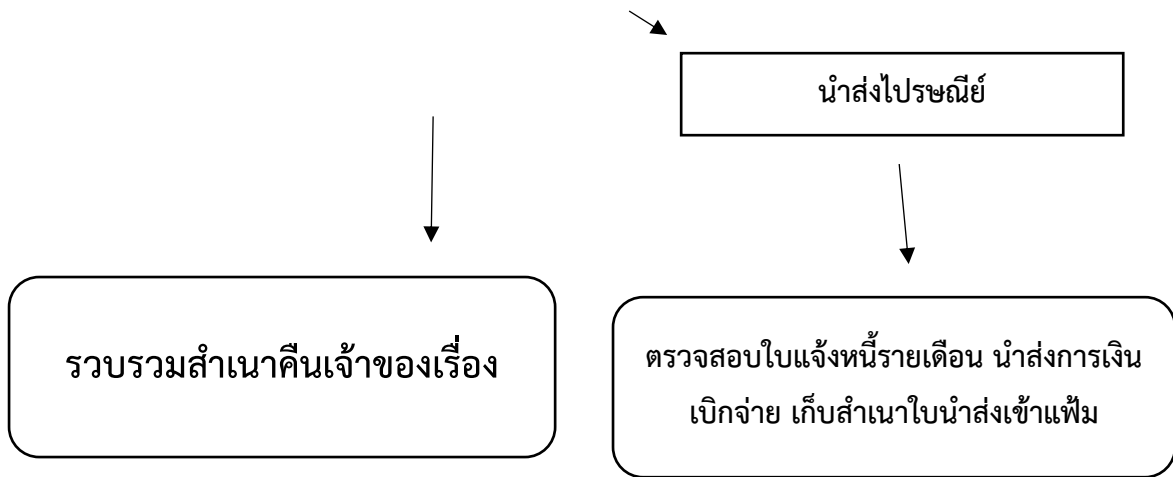 นำส่งไปรษณีย์
รวบรวมสำเนาคืนเจ้าของเรื่อง
ตรวจสอบใบแจ้งหนี้รายเดือน นำส่งการเงิน
เบิกจ่าย เก็บสำเนาใบนำส่งเข้าแฟ้ม